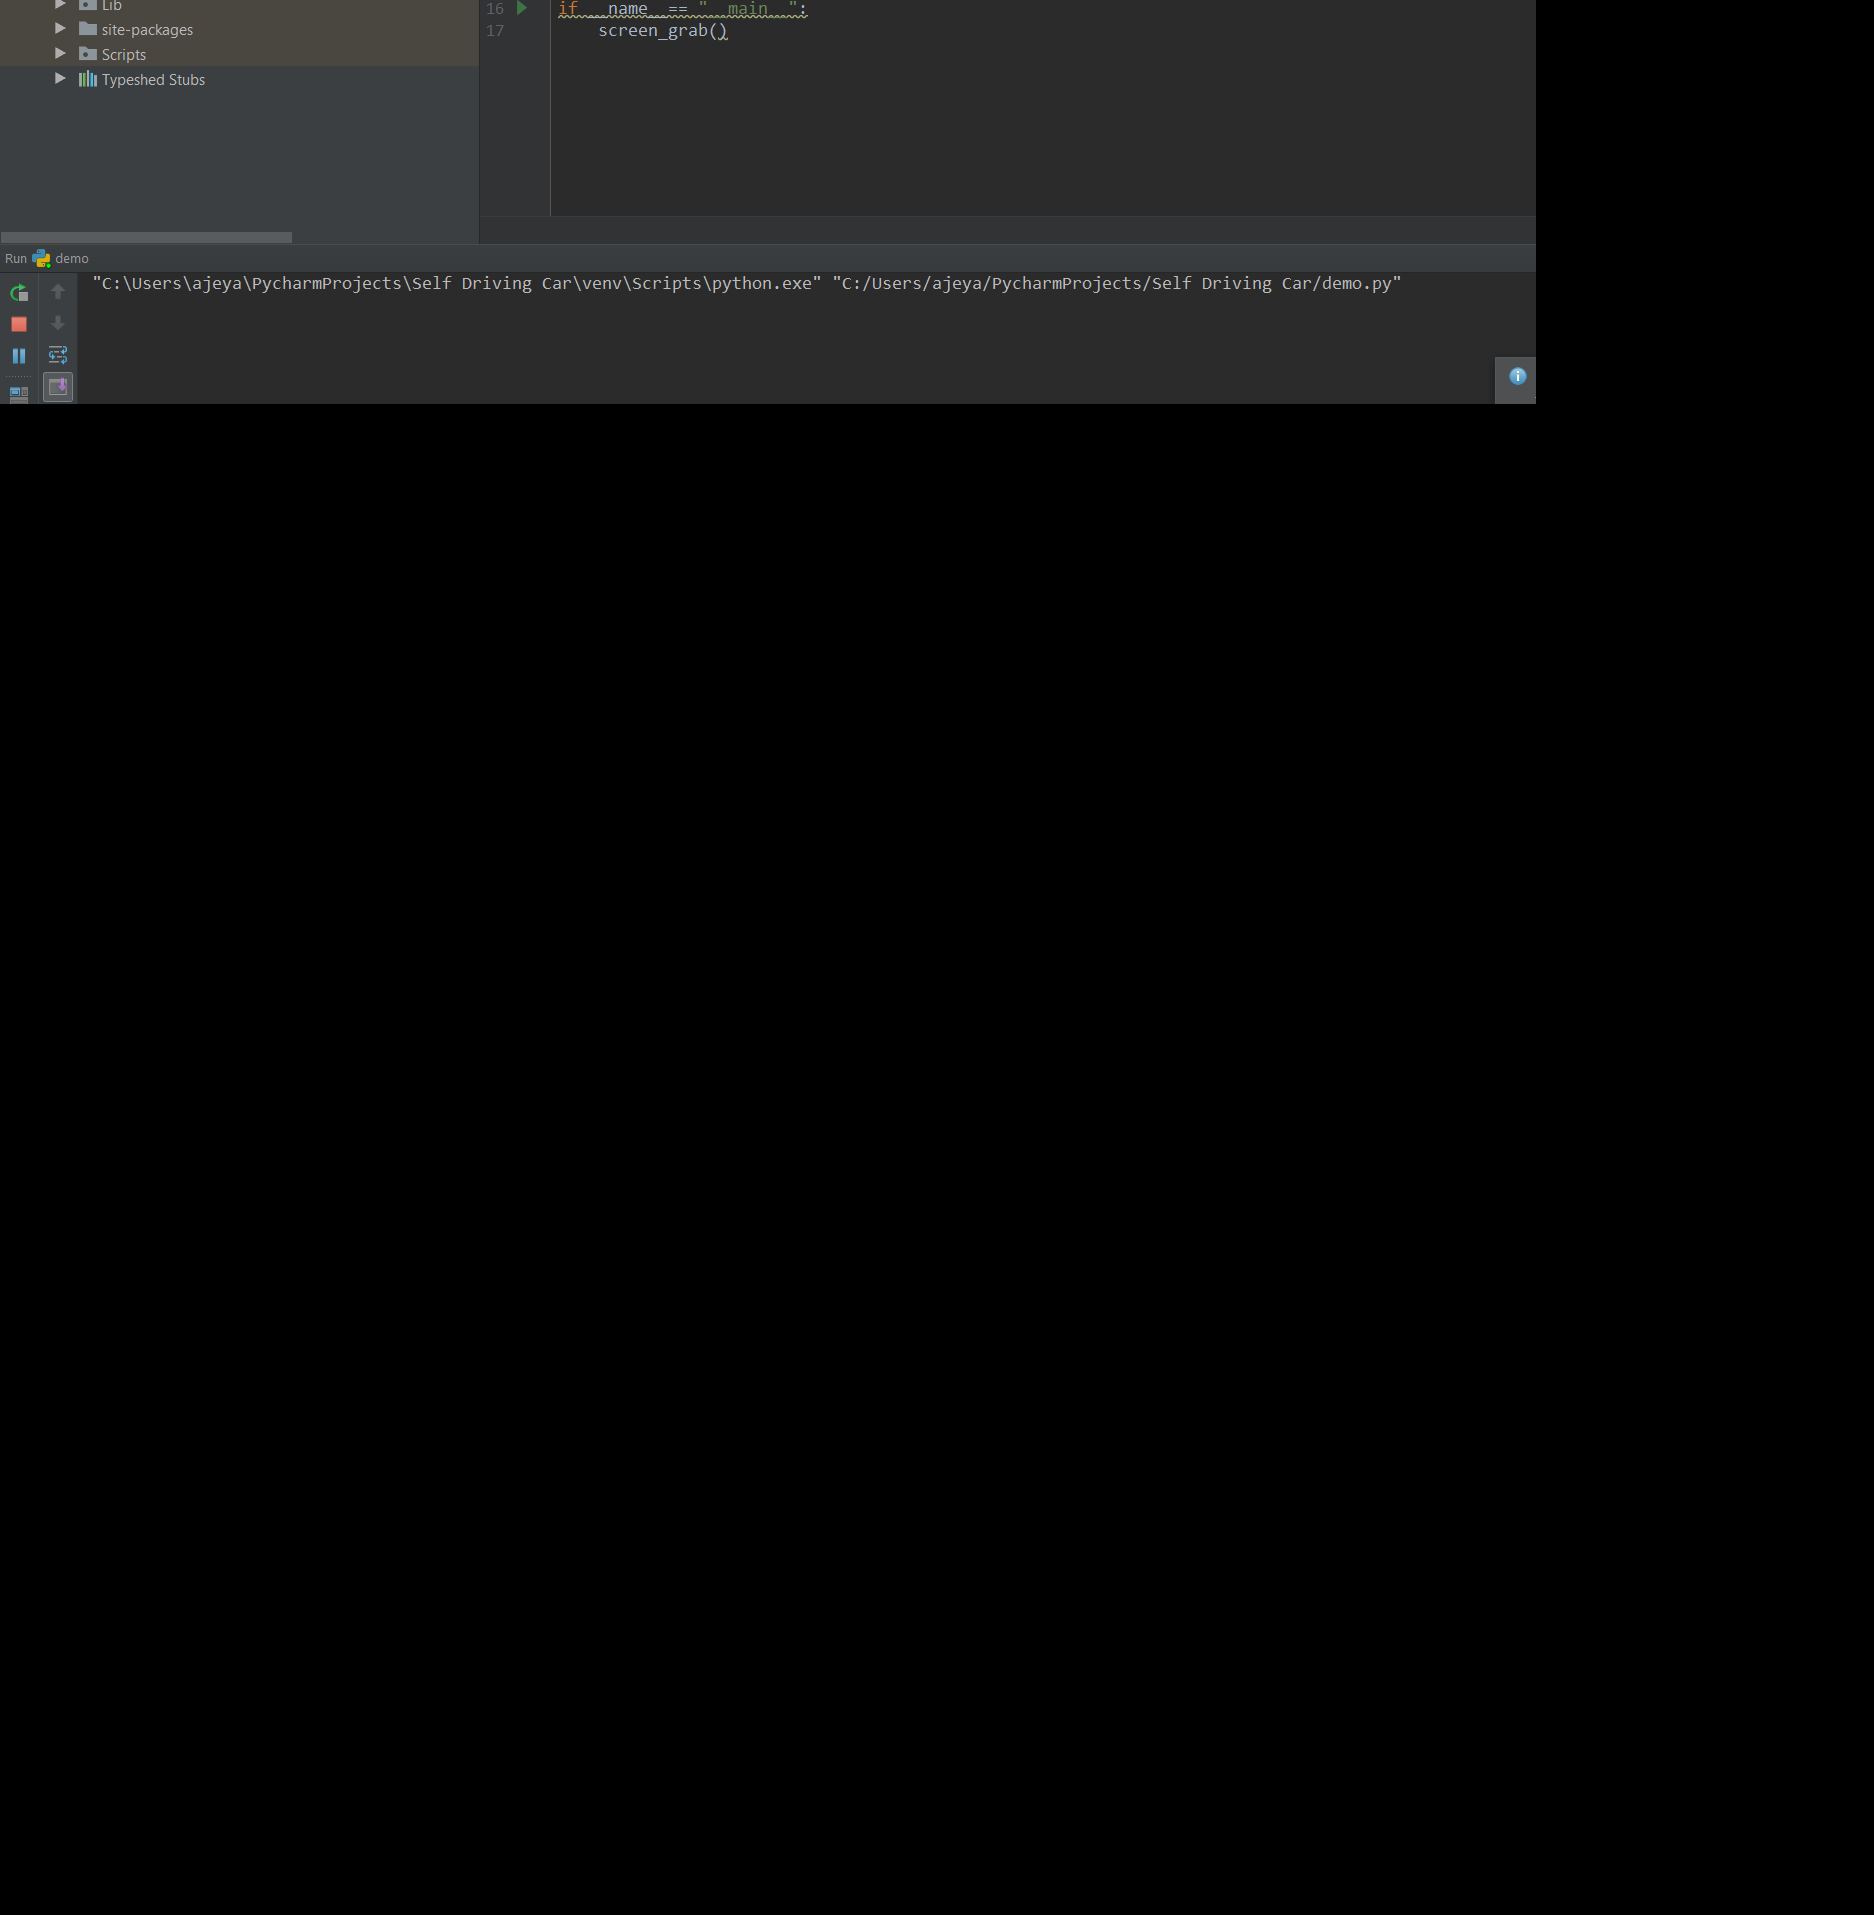 Lib
site-packages
Scripts
Typeshed Stubs
16 if __name__ == "__main__":
17 screen_grab()
Run demo
"C:\Users\ajeya\PycharmProjects\Self Driving Car\venv\Scripts\python.exe" "C:/Users/ajeya/PycharmProjects/Self Driving Car/demo.py"